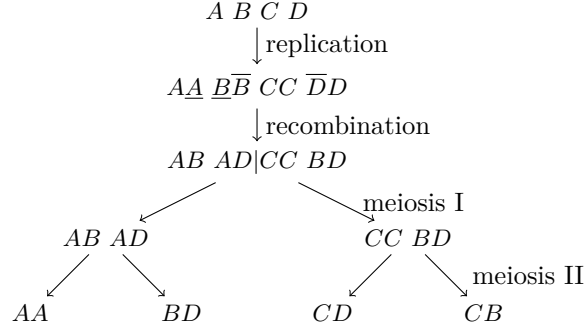 A B C D
replication
AA BB CC DD
recombination
AB AD|CC BD
meiosis I
AB AD CC BD
meiosis II
AA BD CD CB